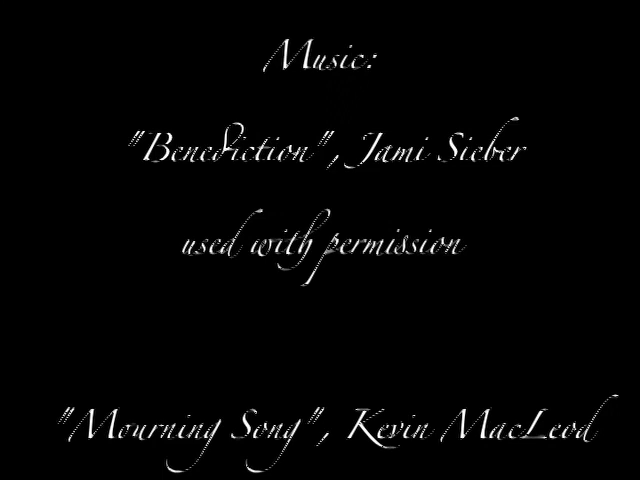 Music:
"Benediction", Jami Sieber
used with permission
"Mourning Song", Kevin MacLeod